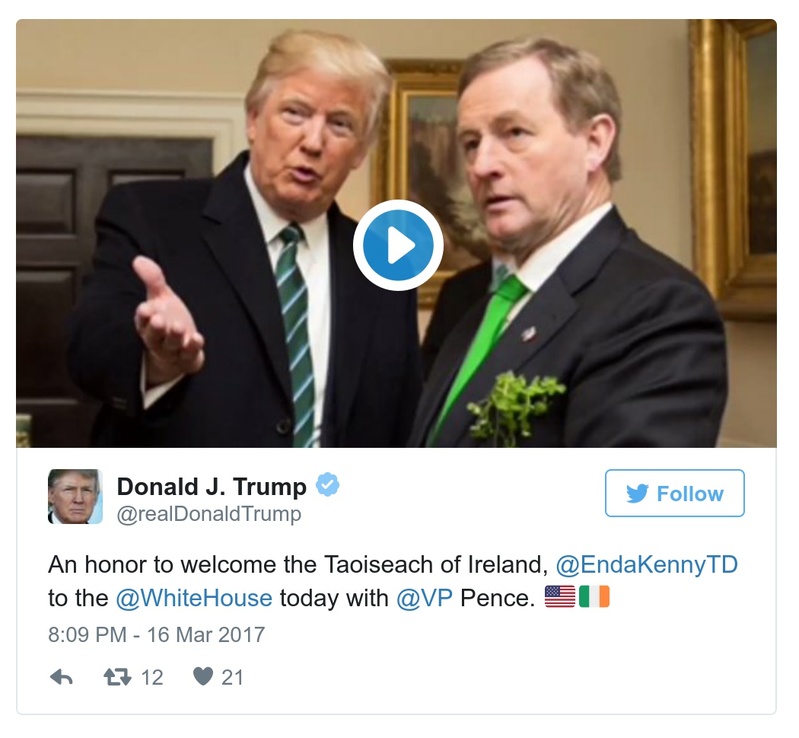 Donald J. Trump
Follow
@realDonaldTrump
An honor to welcome the Taoiseach of Ireland, @EndaKennyTD
to the @WhiteHouse today with @VP Pence. 🇺🇸🇮🇪
8:09 PM - 16 Mar 2017
12 21